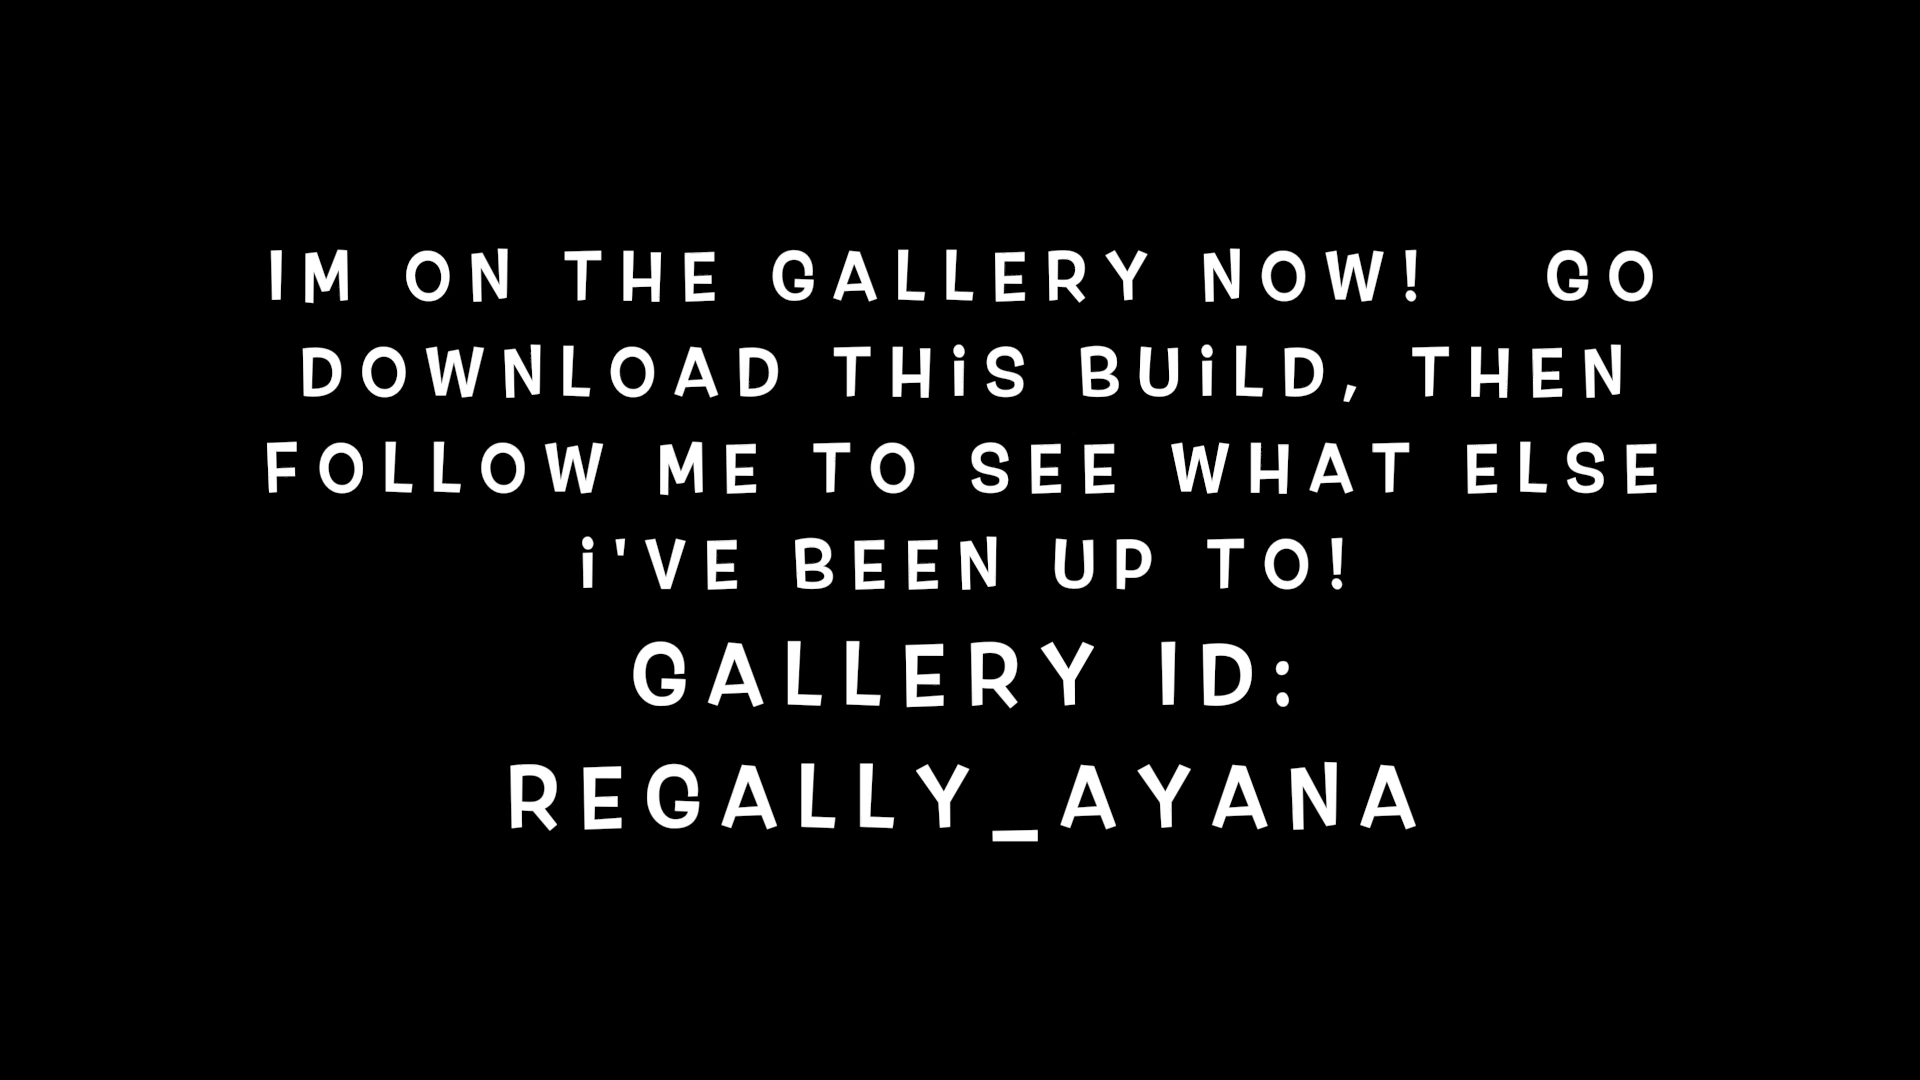 IM ON THE GALLERY NOW! GO
DOWNLOAD THiS BUiLD, THEN
FOLLOW ME TO SEE WHAT ELSE
i'VE BEEN UP TO!
GALLERY ID:
REGALLY_AYANA